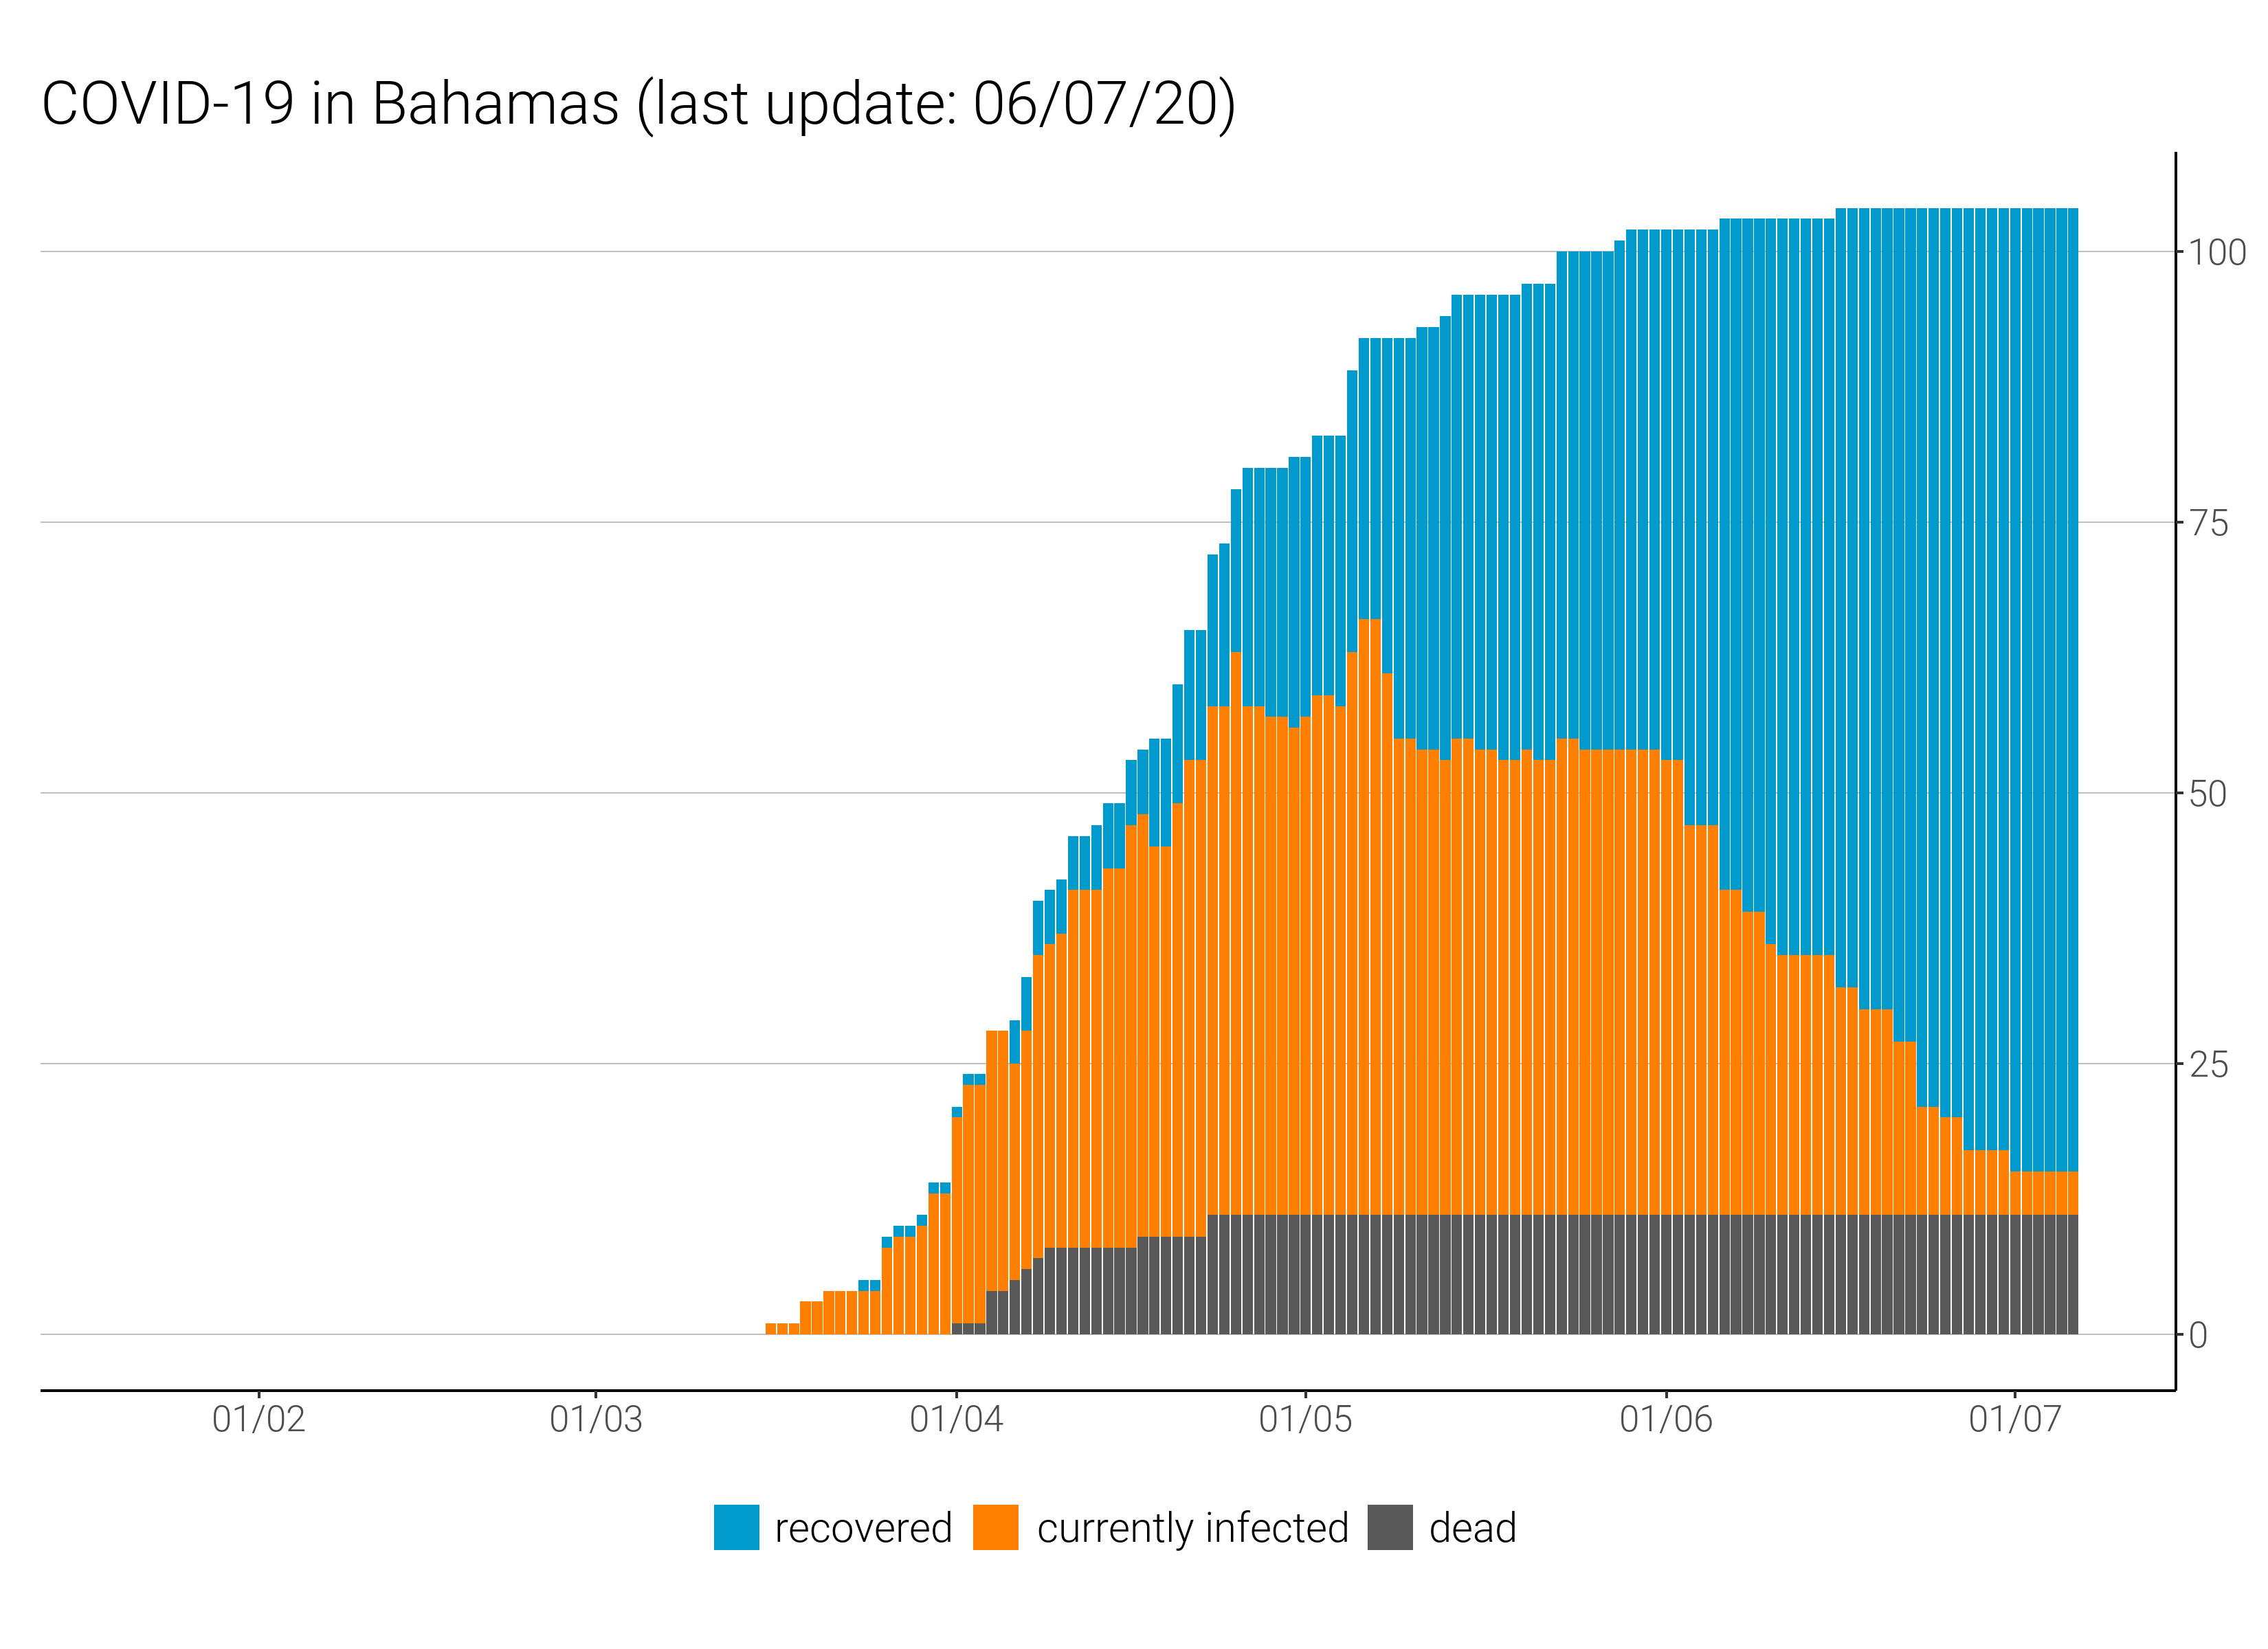 COVID-19 in Bahamas (last update: 06/07/20)
100
75
50
25
0
01/02 01/03 01/04 01/05 01/06 01/07
recovered currently infected dead